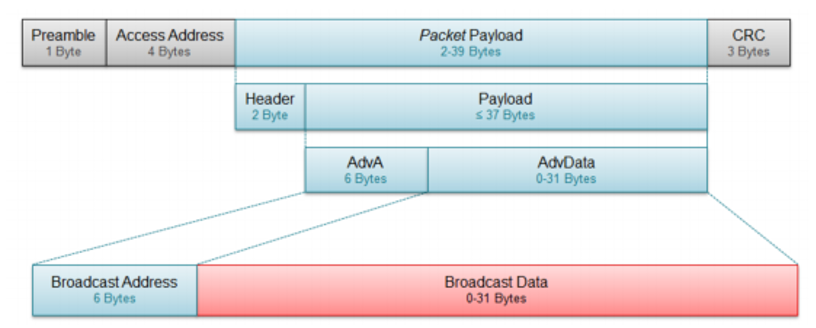 Preamble
1 Byte
Access Address
4 Bytes
Packet Payload
2-39 Bytes
CRC
3 Bytes
Header
2 Byte
Payload
≤ 37 Bytes
AdvA
6 Bytes
AdvData
0-31 Bytes
Broadcast Address
6 Bytes
Broadcast Data
0-31 Bytes